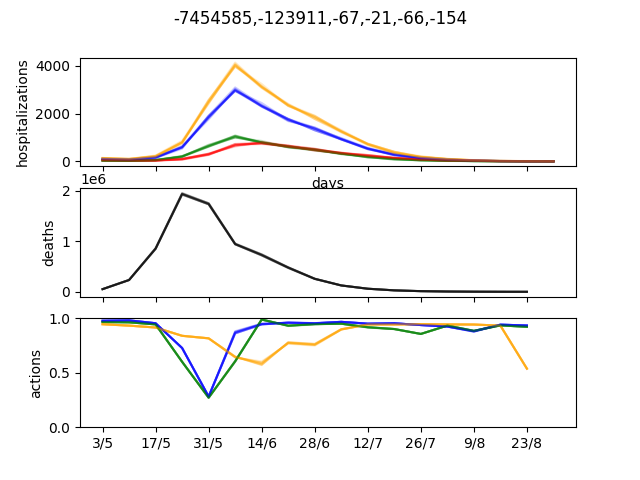 -7454585,-123911,-67,-21,-66,-154
hospitalizations
4000
2000
0
days
1e6
deaths
2
1
0
actions
1.0
0.5
0.0
3/5 17/5 31/5 14/6 28/6 12/7 26/7 9/8 23/8